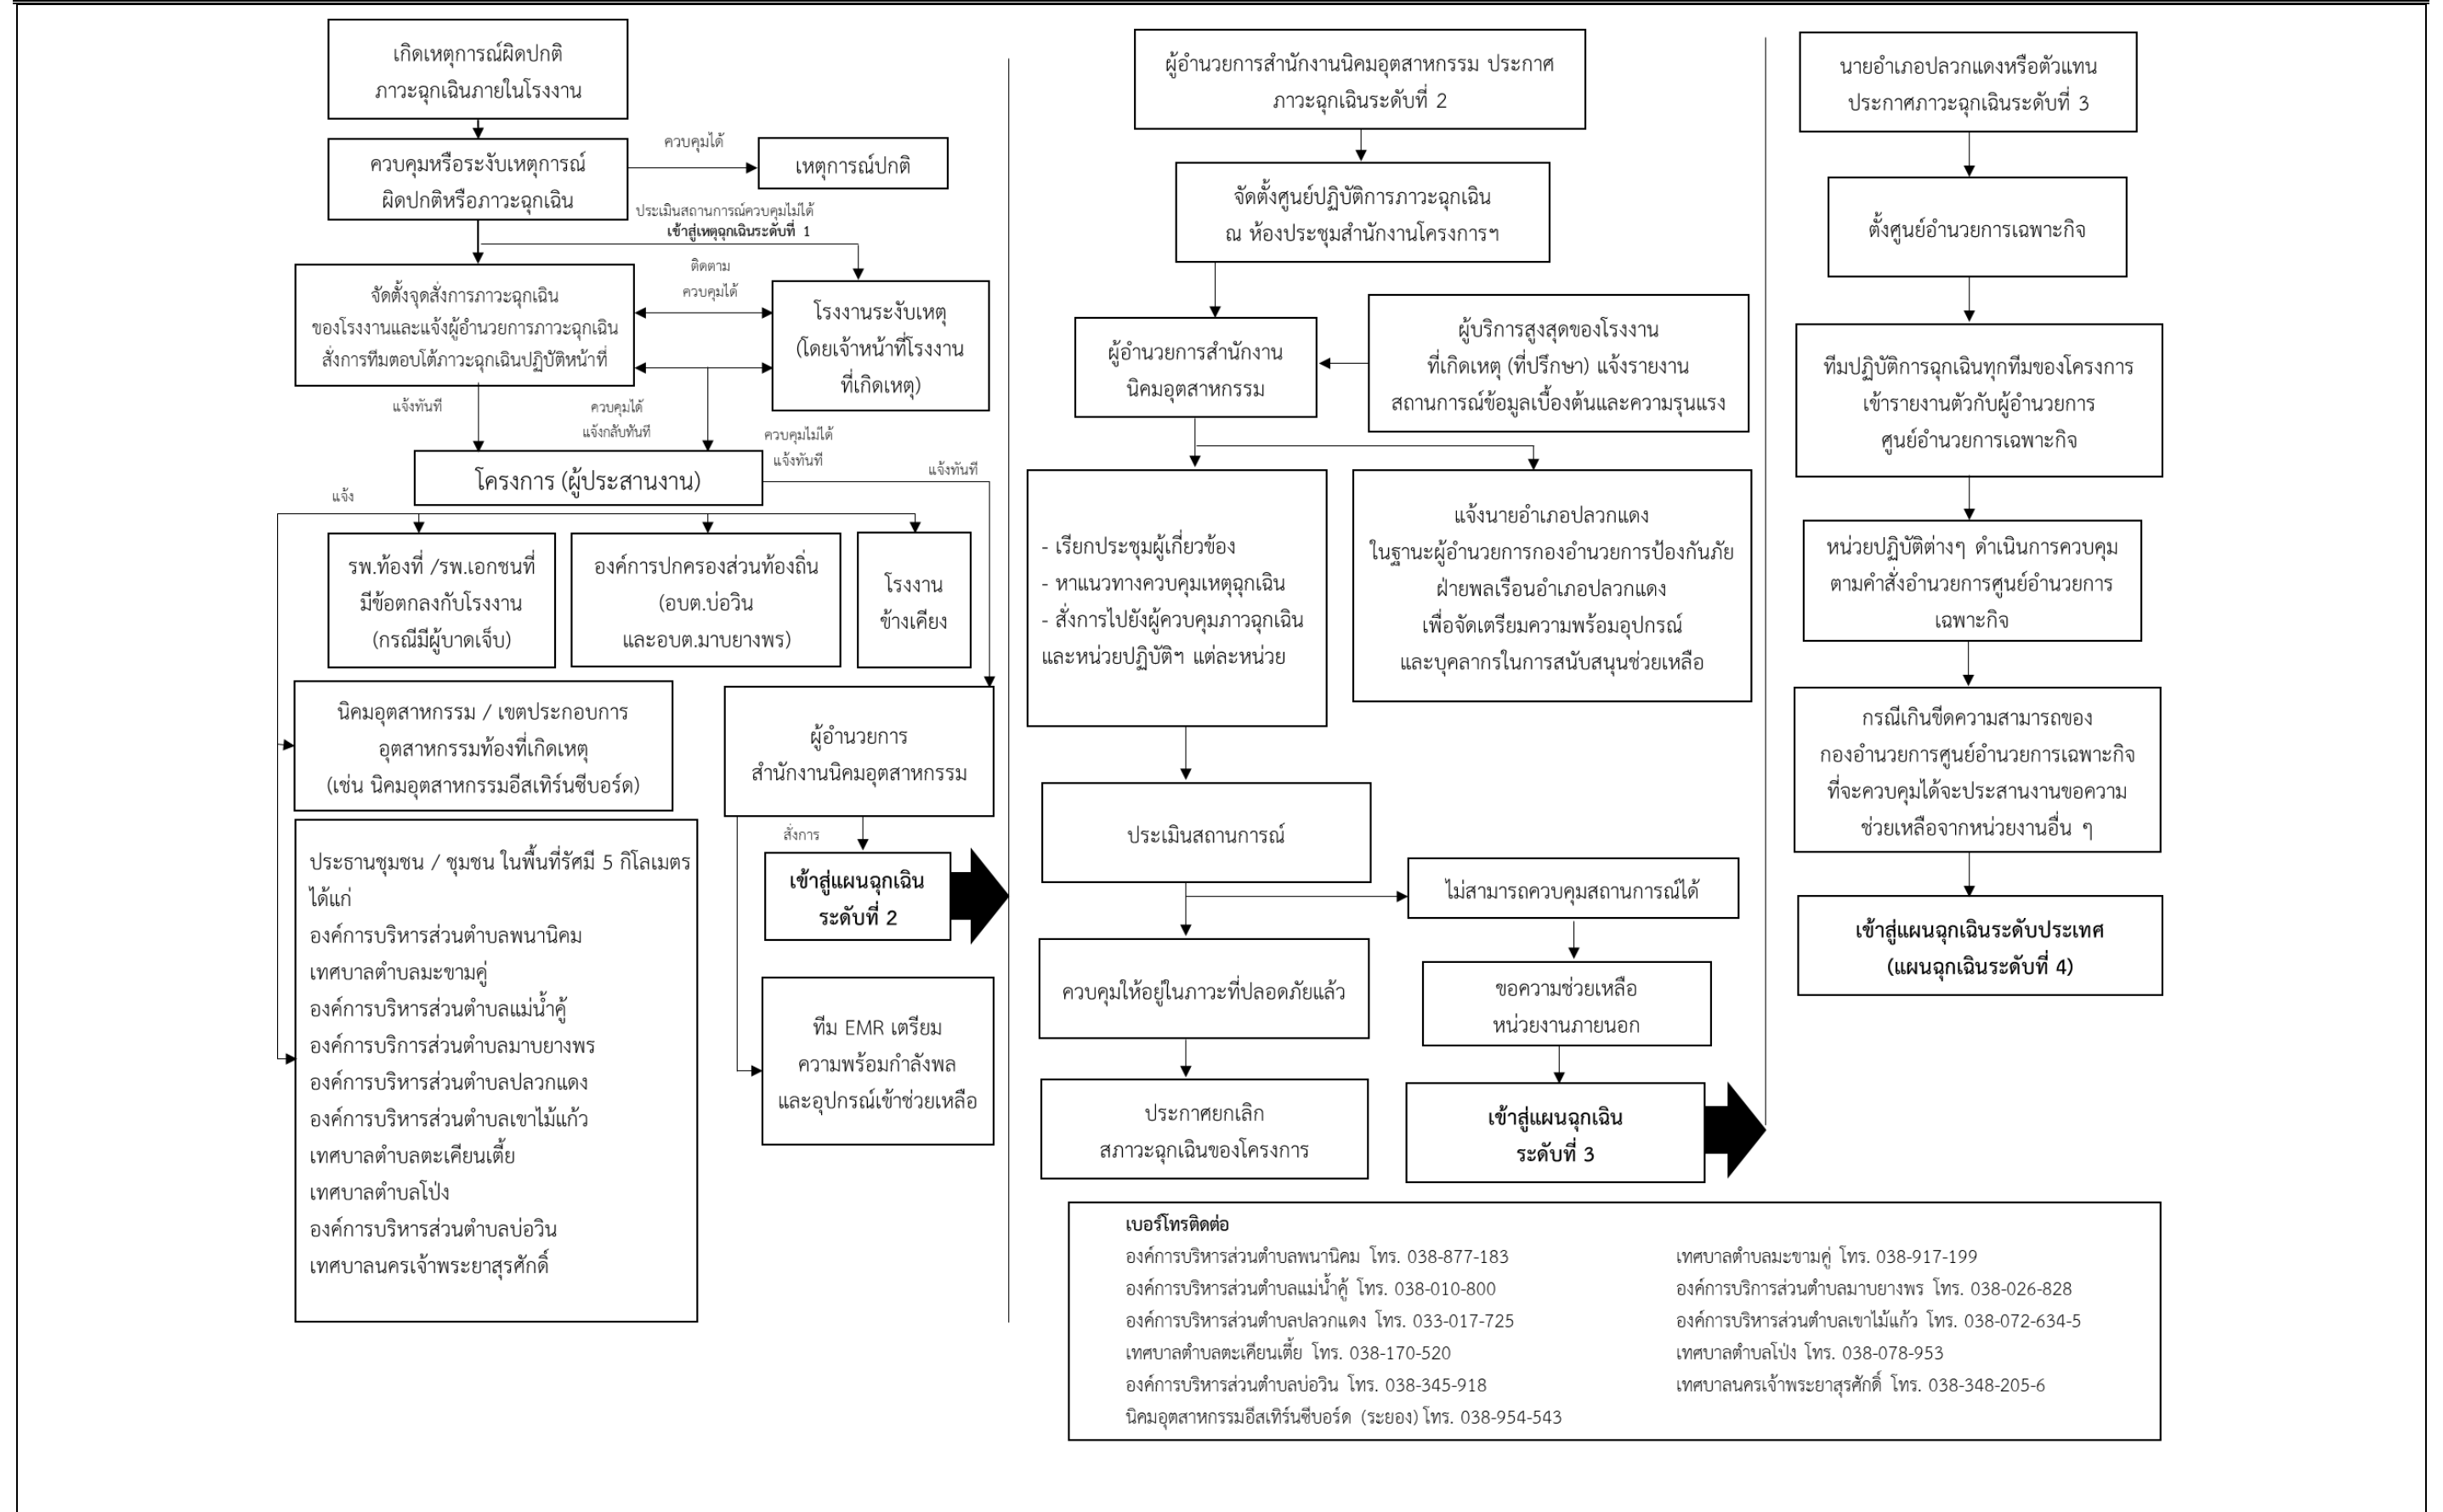 เกิดเหตุการณ์ผิดปกติ
ภาวะฉุกเฉินภายในโรงงาน
ควบคุมหรือระงับเหตุการณ์
ผิดปกติหรือภาวะฉุกเฉิน
ควบคุมได้
เหตุการณ์ปกติ
ประเมินสถานการณ์ควบคุมไม่ได้
เข้าสู่เหตุฉุกเฉินระดับที่ 1
จัดตั้งจุดสั่งการภาวะฉุกเฉิน
ของโรงงานและแจ้งผู้อำนวยการภาวะฉุกเฉิน
สั่งการทีมตอบโต้ภาวะฉุกเฉินปฏิบัติหน้าที่
ติดตาม
ควบคุมได้
โรงงานระงับเหตุ
(โดยเจ้าหน้าที่โรงงาน
ที่เกิดเหตุ)
แจ้งทันที
ควบคุมได้
แจ้งกลับทันที
ควบคุมไม่ได้
แจ้งทันที
แจ้งทันที
โครงการ (ผู้ประสานงาน)
แจ้ง
รพ.ท้องที่ /รพ.เอกชนที่
มีข้อตกลงกับโรงงาน
(กรณีมีผู้บาดเจ็บ)
องค์การปกครองส่วนท้องถิ่น
(อบต.บ่อวิน
และอบต.มาบยางพร)
โรงงาน
ข้างเคียง
นิคมอุตสาหกรรม / เขตประกอบการ
อุตสาหกรรมท้องที่เกิดเหตุ
(เช่น นิคมอุตสาหกรรมอีสเทิร์นซีบอร์ด)
ผู้อำนวยการ
สำนักงานนิคมอุตสาหกรรม
สั่งการ
เข้าสู่แผนฉุกเฉิน
ระดับที่ 2
ทีม EMR เตรียม
ความพร้อมกำลังพล
และอุปกรณ์เข้าช่วยเหลือ
ประธานชุมชน / ชุมชน ในพื้นที่รัศมี 5 กิโลเมตร
ได้แก่
องค์การบริหารส่วนตำบลพนานิคม
เทศบาลตำบลมะขามคู่
องค์การบริหารส่วนตำบลแม่น้ำคู้
องค์การบริการส่วนตำบลมาบยางพร
องค์การบริหารส่วนตำบลปลวกแดง
องค์การบริหารส่วนตำบลเขาไม้แก้ว
เทศบาลตำบลตะเคียนเตี้ย
เทศบาลตำบลโป่ง
องค์การบริหารส่วนตำบลบ่อวิน
เทศบาลนครเจ้าพระยาสุรศักดิ์
ผู้อำนวยการสำนักงานนิคมอุตสาหกรรม ประกาศ
ภาวะฉุกเฉินระดับที่ 2
จัดตั้งศูนย์ปฏิบัติการภาวะฉุกเฉิน
ณ ห้องประชุมสำนักงานโครงการฯ
ผู้อำนวยการสำนักงาน
นิคมอุตสาหกรรม
ผู้บริการสูงสุดของโรงงาน
ที่เกิดเหตุ (ที่ปรึกษา) แจ้งรายงาน
สถานการณ์ข้อมูลเบื้องต้นและความรุนแรง
- เรียกประชุมผู้เกี่ยวข้อง
- หาแนวทางควบคุมเหตุฉุกเฉิน
- สั่งการไปยังผู้ควบคุมภาวฉุกเฉิน
และหน่วยปฏิบัติฯ แต่ละหน่วย
แจ้งนายอำเภอปลวกแดง
ในฐานะผู้อำนวยการกองอำนวยการป้องกันภัย
ฝ่ายพลเรือนอำเภอปลวกแดง
เพื่อจัดเตรียมความพร้อมอุปกรณ์
และบุคลากรในการสนับสนุนช่วยเหลือ
ประเมินสถานการณ์
ไม่สามารถควบคุมสถานการณ์ได้
ควบคุมให้อยู่ในภาวะที่ปลอดภัยแล้ว
ขอความช่วยเหลือ
หน่วยงานภายนอก
ประกาศยกเลิก
สภาวะฉุกเฉินของโครงการ
เข้าสู่แผนฉุกเฉิน
ระดับที่ 3
นายอำเภอปลวกแดงหรือตัวแทน
ประกาศภาวะฉุกเฉินระดับที่ 3
ตั้งศูนย์อำนวยการเฉพาะกิจ
ทีมปฏิบัติการฉุกเฉินทุกทีมของโครงการ
เข้ารายงานตัวกับผู้อำนวยการ
ศูนย์อำนวยการเฉพาะกิจ
หน่วยปฏิบัติต่างๆ ดำเนินการควบคุม
ตามคำสั่งอำนวยการศูนย์อำนวยการ
เฉพาะกิจ
กรณีเกินขีดความสามารถของ
กองอำนวยการศูนย์อำนวยการเฉพาะกิจ
ที่จะควบคุมได้จะประสานงานขอความ
ช่วยเหลือจากหน่วยงานอื่น ๆ
เข้าสู่แผนฉุกเฉินระดับประเทศ
(แผนฉุกเฉินระดับที่ 4)
เบอร์โทรติดต่อ
องค์การบริหารส่วนตำบลพนานิคม โทร. 038-877-183
เทศบาลตำบลมะขามคู่ โทร. 038-917-199
องค์การบริหารส่วนตำบลแม่น้ำคู้ โทร. 038-010-800
องค์การบริการส่วนตำบลมาบยางพร โทร. 038-026-828
องค์การบริหารส่วนตำบลปลวกแดง โทร. 033-017-725
องค์การบริหารส่วนตำบลเขาไม้แก้ว โทร. 038-072-634-5
เทศบาลตำบลตะเคียนเตี้ย โทร. 038-170-520
เทศบาลตำบลโป่ง โทร. 038-078-953
องค์การบริหารส่วนตำบลบ่อวิน โทร. 038-345-918
เทศบาลนครเจ้าพระยาสุรศักดิ์ โทร. 038-348-205-6
นิคมอุตสาหกรรมอีสเทิร์นซีบอร์ด (ระยอง) โทร. 038-954-543